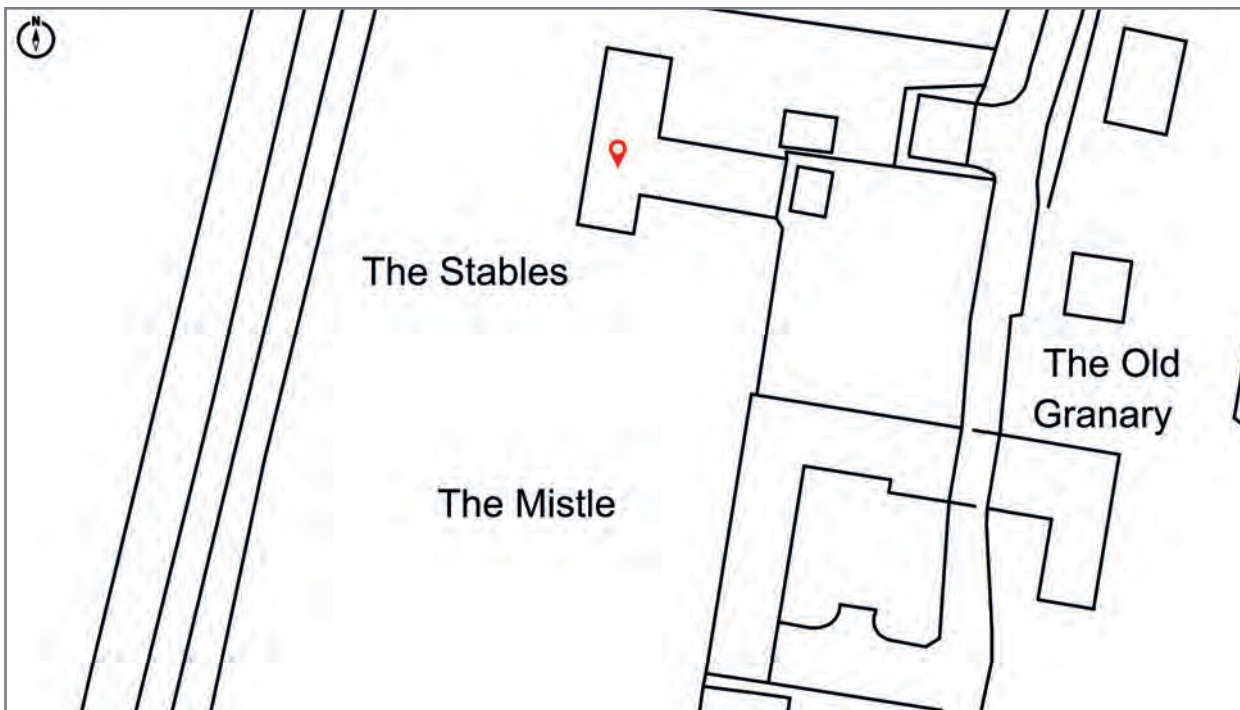 N
The Stables
The Old
Granary
The Mistle